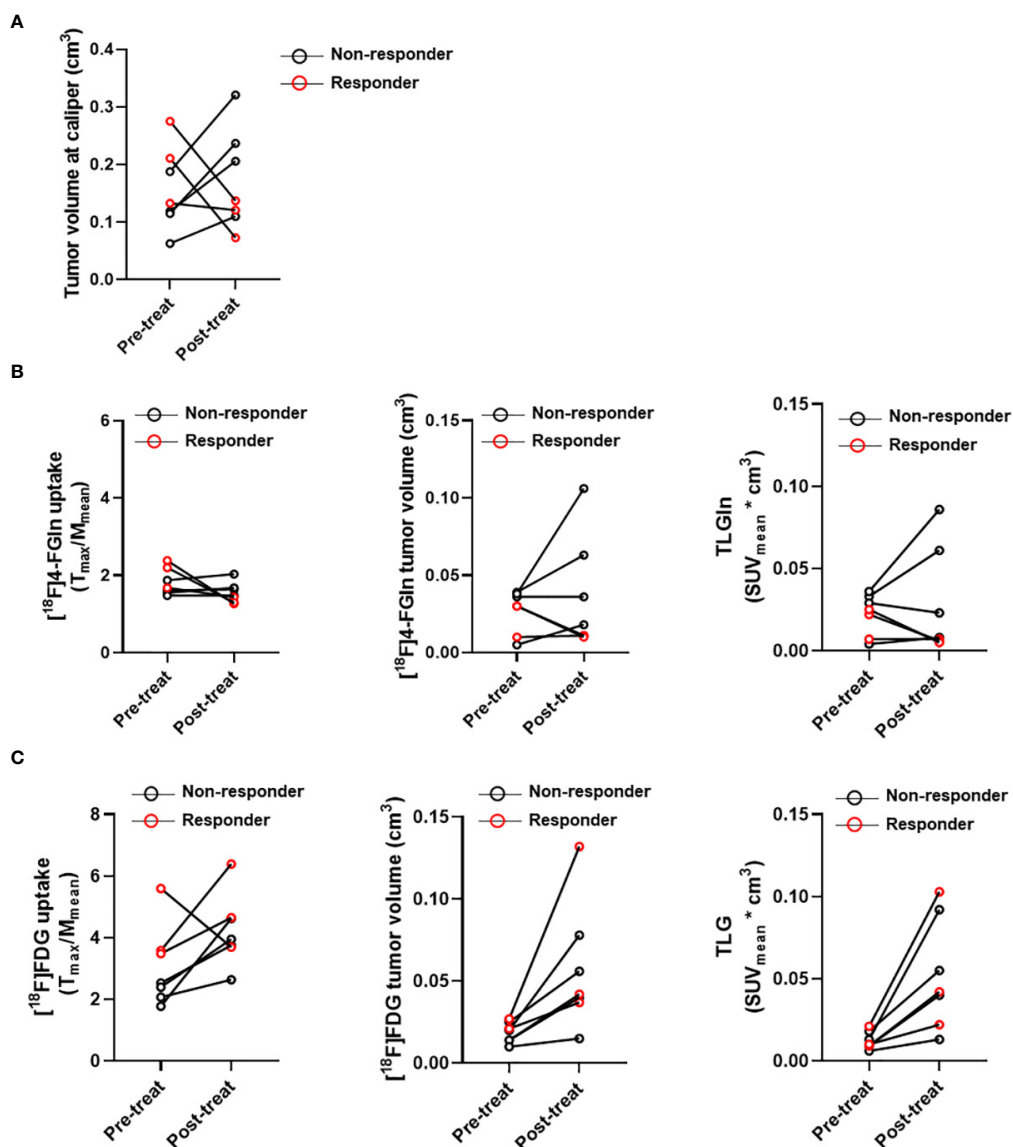 A
Tumor volume at caliper (cm³)
0.4
0.3
0.2
0.1
0.0
Pre-treat
Post-treat
Non-responder
Responder
B
[¹⁸F]4-FGln uptake
(Tmax/Mmean)
6
4
2
0
Pre-treat
Post-treat
Non-responder
Responder
[¹⁸F]4-FGln tumor volume (cm³)
0.15
0.10
0.05
0.00
Pre-treat
Post-treat
Non-responder
Responder
TLGln
(SUVmean * cm³)
0.15
0.10
0.05
0.00
Pre-treat
Post-treat
Non-responder
Responder
C
[¹⁸F]FDG uptake
(Tmax/Mmean)
8
6
4
2
0
Pre-treat
Post-treat
Non-responder
Responder
[¹⁸F]FDG tumor volume (cm³)
0.15
0.10
0.05
0.00
Pre-treat
Post-treat
Non-responder
Responder
TLG
(SUVmean * cm³)
0.15
0.10
0.05
0.00
Pre-treat
Post-treat
Non-responder
Responder